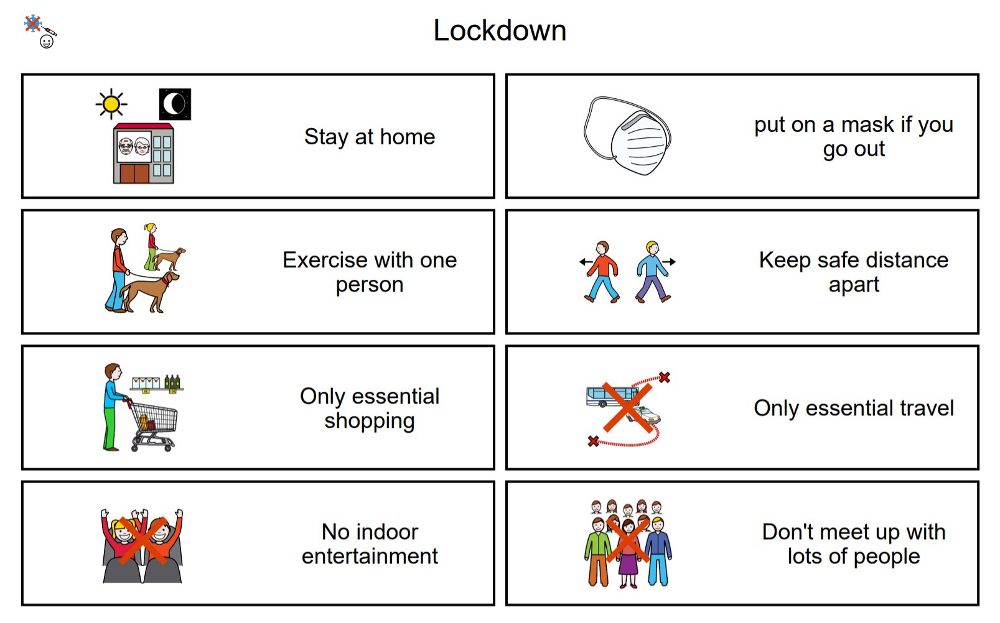 Lockdown
Stay at home
put on a mask if you
go out
Exercise with one
person
Keep safe distance
apart
Only essential
shopping
Only essential travel
No indoor
entertainment
Don't meet up with
lots of people